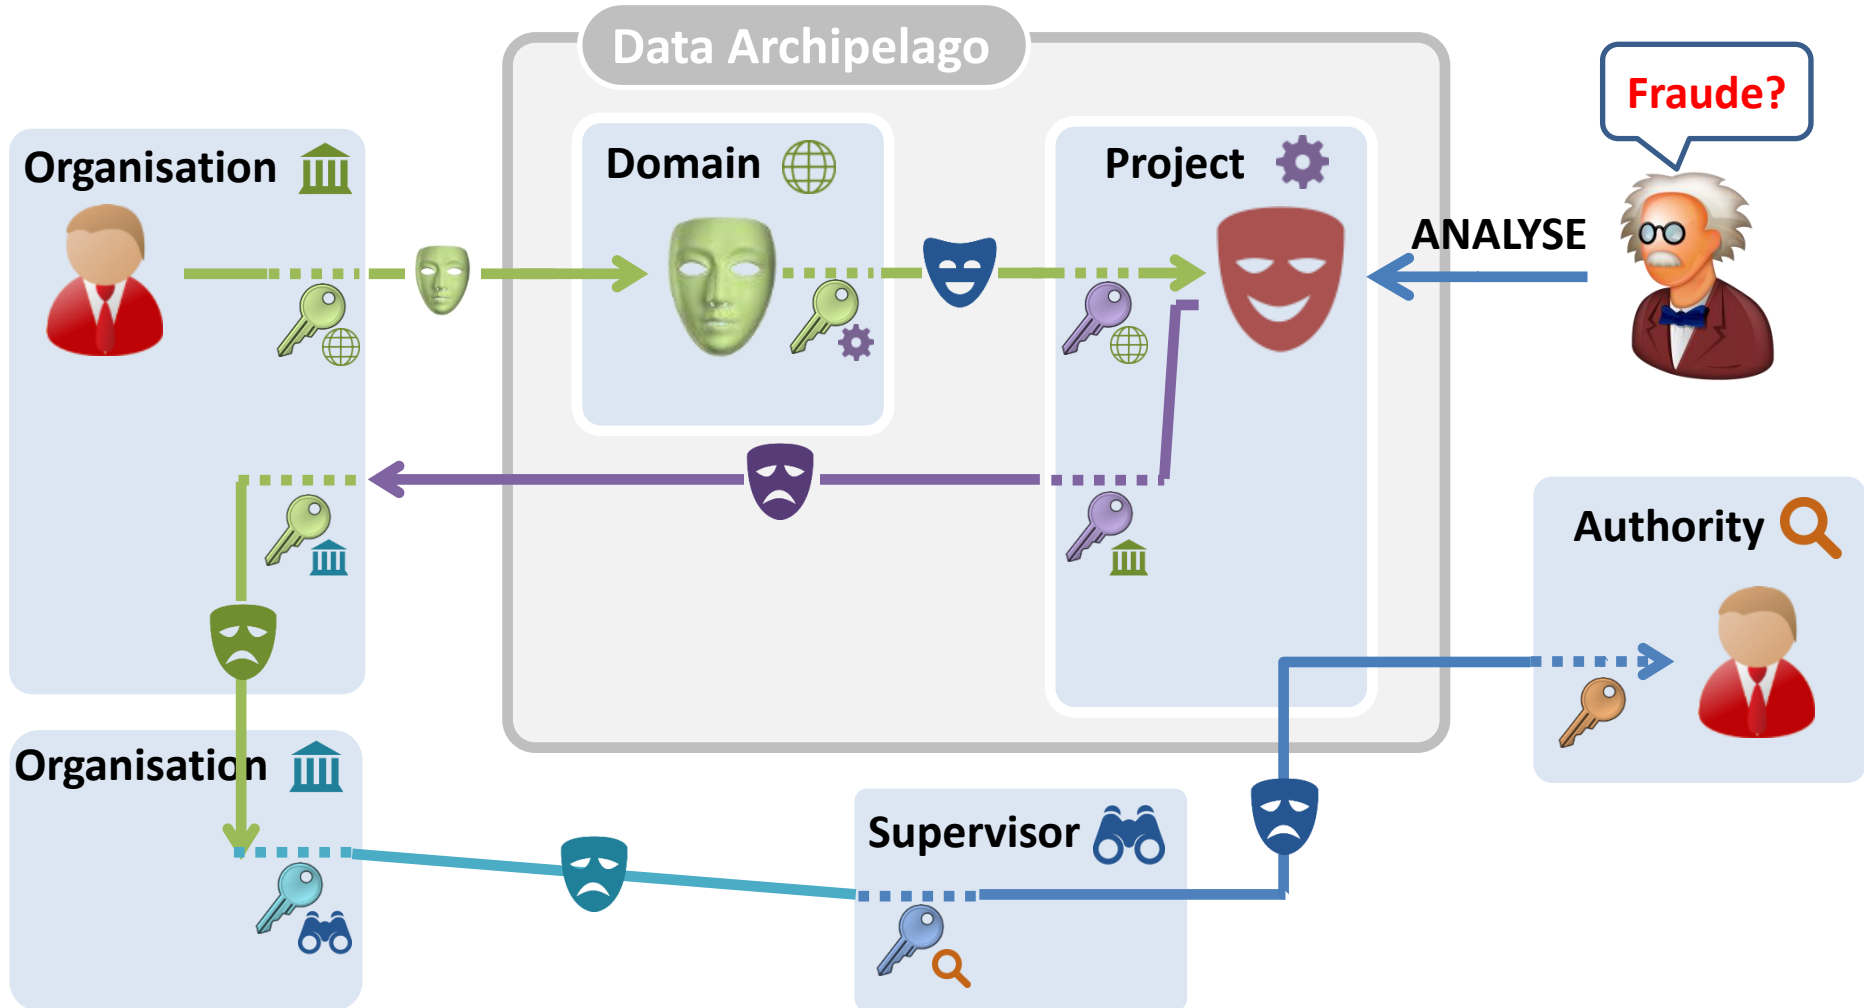 Data Archipelago
Fraude?
Organisation
Domain
Project
ANALYSE
Authority
Organisation
Supervisor